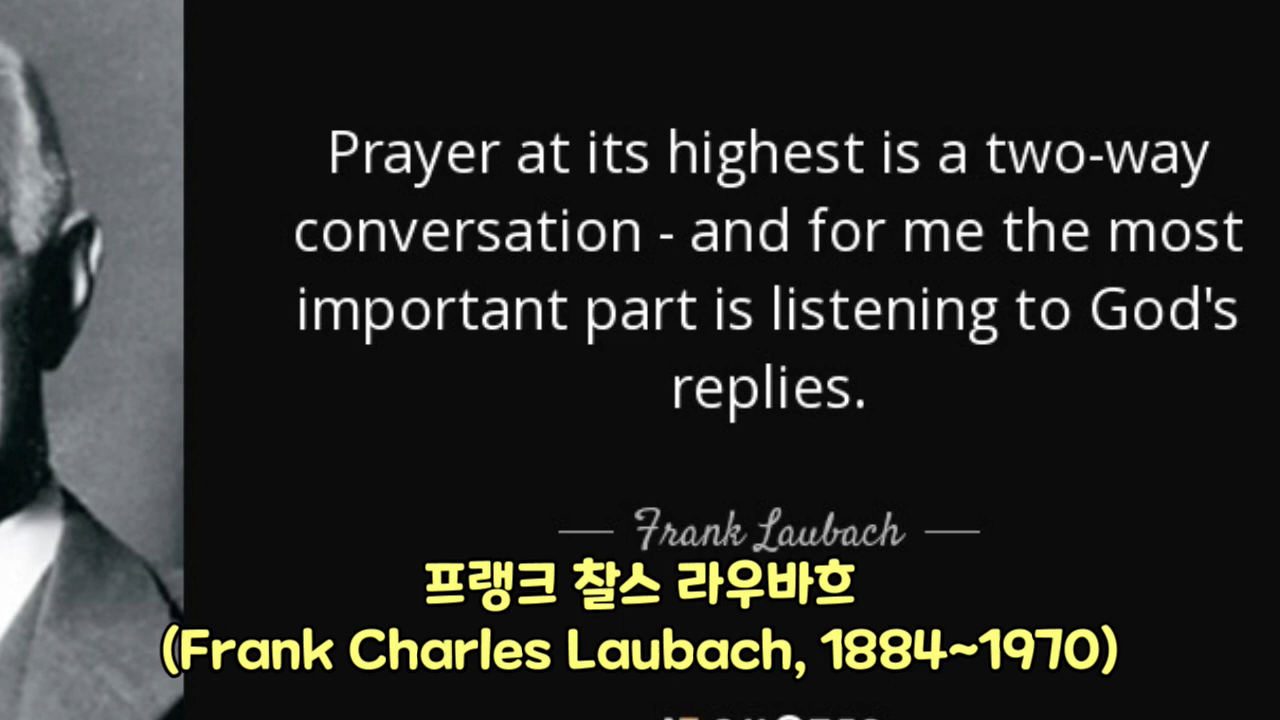 Prayer at its highest is a two-way
conversation - and for me the most
important part is listening to God's
replies.
Frank Laubach
프랭크 찰스 라우바흐
(Frank Charles Laubach, 1884~1970)